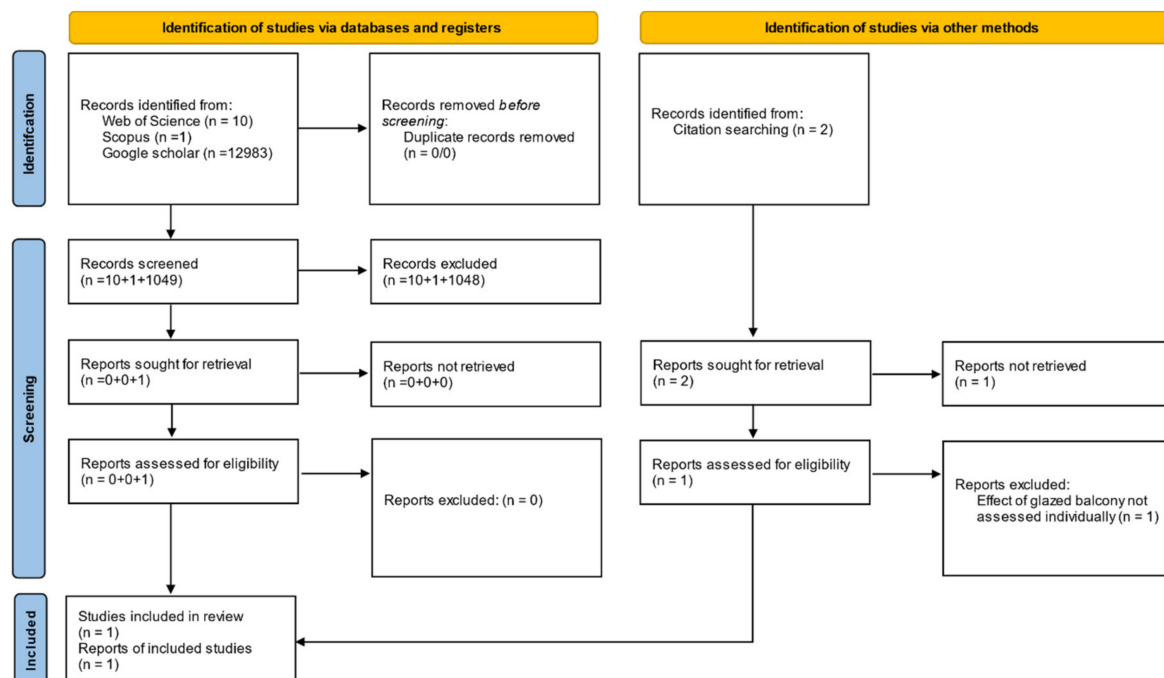 Identification of studies via databases and registers
Identification of studies via other methods
Identifcation
Records identified from:
Web of Science (n = 10)
Scopus (n =1)
Google scholar (n =12983)
Records removed before
screening:
Duplicate records removed
(n = 0/0)
Records identified from:
Citation searching (n = 2)
Screening
Records screened
(n =10+1+1049)
Records excluded
(n =10+1+1048)
Reports sought for retrieval
(n =0+0+1)
Reports not retrieved
(n =0+0+0)
Reports sought for retrieval
(n = 2)
Reports not retrieved
(n = 1)
Reports assessed for eligibility
(n = 0+0+1)
Reports excluded: (n = 0)
Reports assessed for eligibility
(n = 1)
Reports excluded:
Effect of glazed balcony not
assessed individually (n = 1)
Included
Studies included in review
(n = 1)
Reports of included studies
(n = 1)